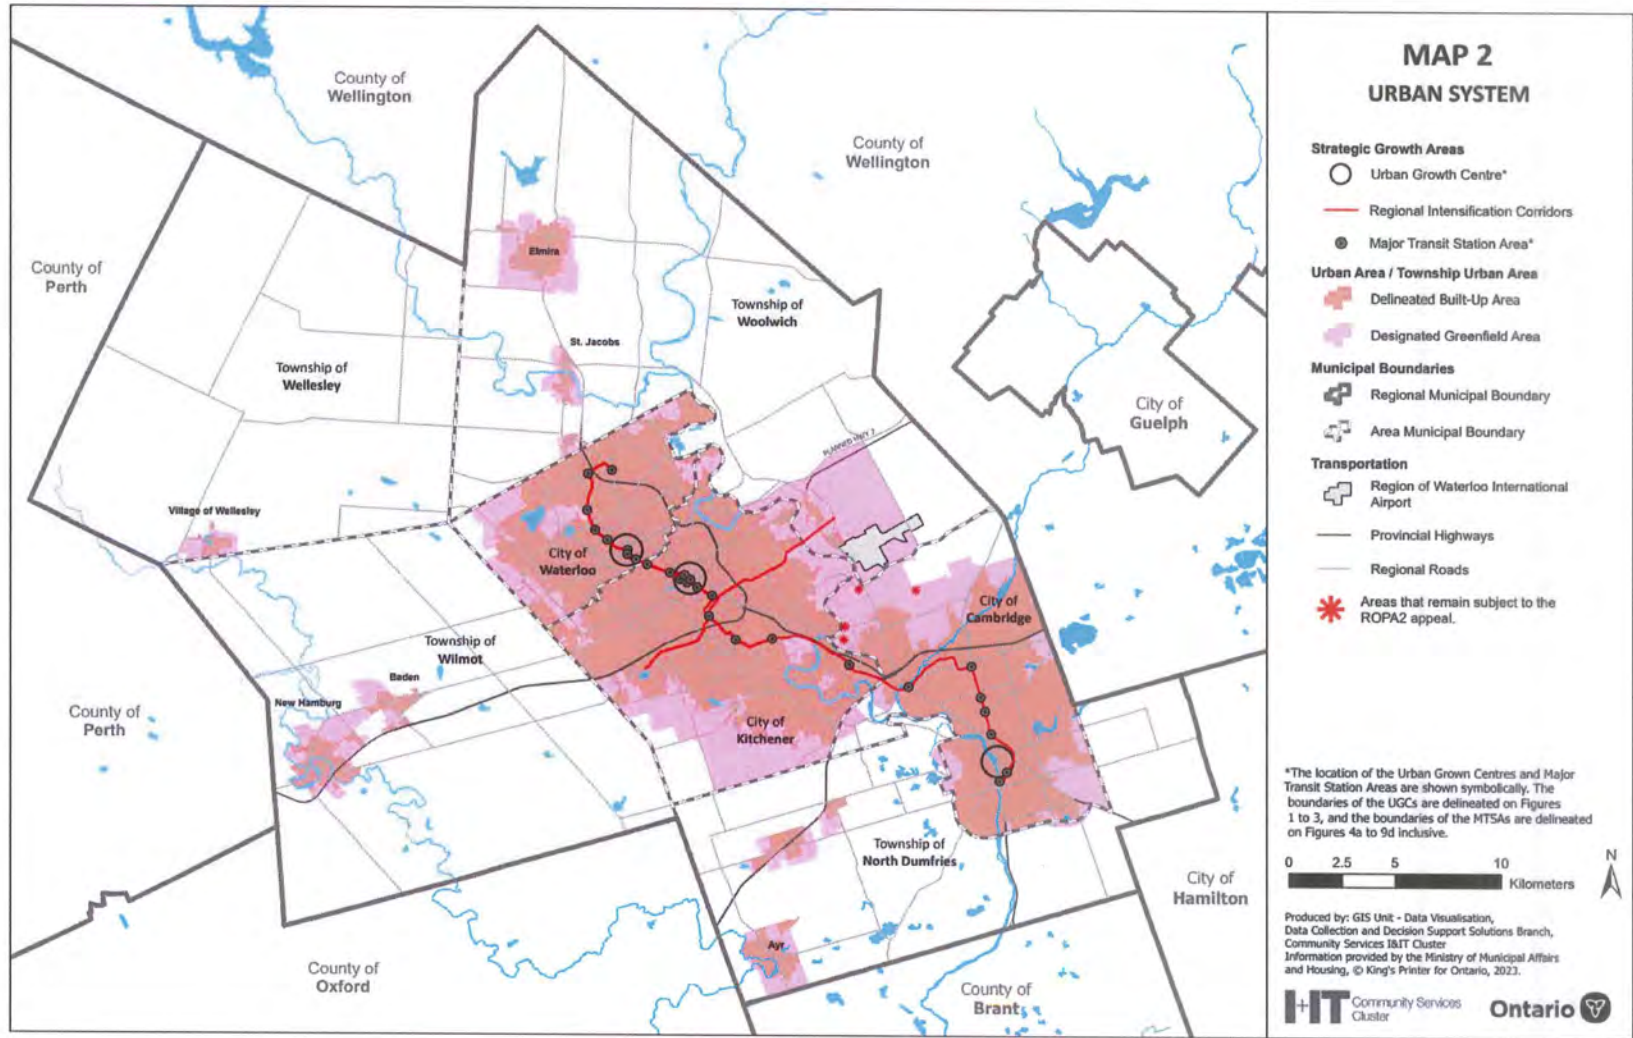 MAP 2
URBAN SYSTEM
Strategic Growth Areas
Urban Growth Centre*
Regional Intensification Corridors
Major Transit Station Area*
Urban Area / Township Urban Area
Delineated Built-Up Area
Designated Greenfield Area
Municipal Boundaries
Regional Municipal Boundary
Area Municipal Boundary
Transportation
Region of Waterloo International
Airport
Provincial Highways
Regional Roads
Areas that remain subject to the
ROPA2 appeal.
*The location of the Urban Grown Centres and Major
Transit Station Areas are shown symbolically. The
boundaries of the UGCs are delineated on Figures
1 to 3, and the boundaries of the MTSAs are delineated
on Figures 4a to 9d inclusive.
0 2.5 5 10
Kilometers
N
Produced by: GIS Unit - Data Visualisation,
Data Collection and Decision Support Solutions Branch,
Community Services I&IT Cluster
Information provided by the Ministry of Municipal Affairs
and Housing, © King's Printer for Ontario, 2023.
I+IT Community Services
Cluster
Ontario
County of
Wellington
County of
Wellington
County of
Perth
Elmira
Township of
Woolwich
St. Jacobs
Township of
Wellesley
City of
Guelph
PLANNED HWY 7
Village of Wellesley
City of
Waterloo
City of
Cambridge
Township of
Wilmot
Baden
New Hamburg
County of
Perth
City of
Kitchener
Township of
North Dumfries
City of
Hamilton
Ayr
County of
Oxford
County of
Brant